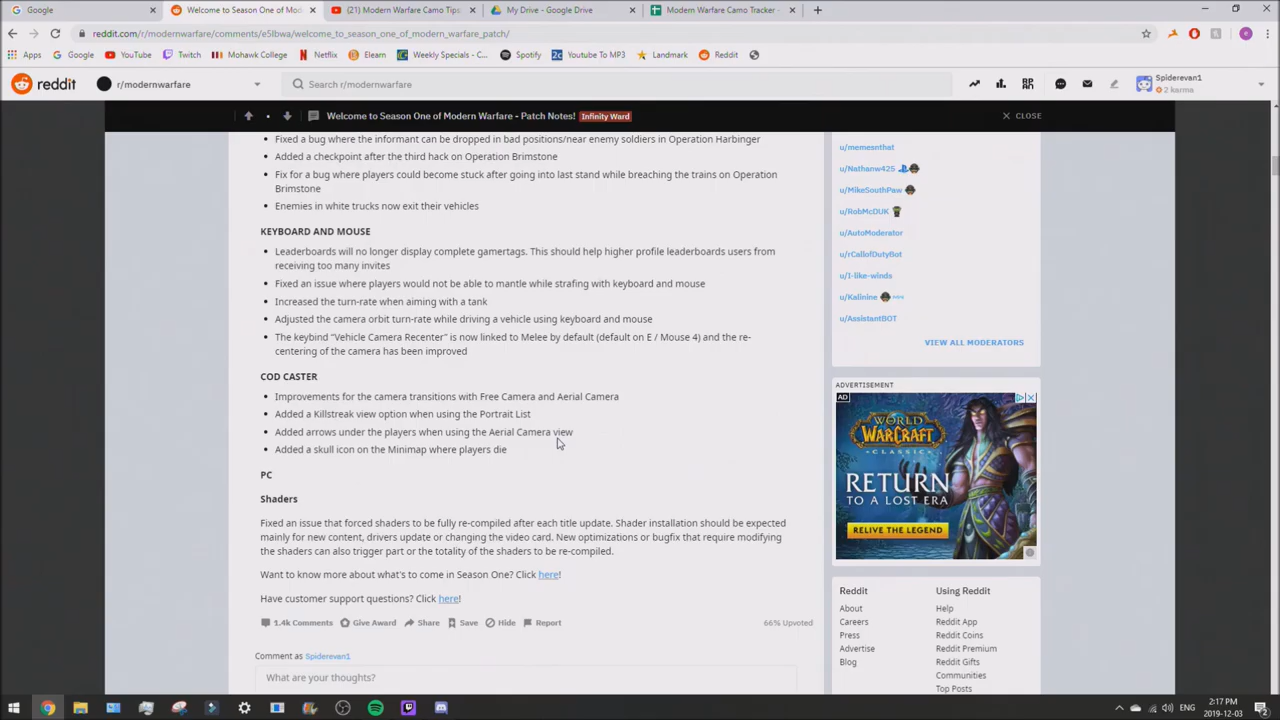 Google
Welcome to Season One of Mod
(21) Modern Warfare Camo Tips
My Drive - Google Drive
Modern Warfare Camo Tracker -
reddit.com/r/modernwarfare/comments/e5lbwa/welcome_to_season_one_of_modern_warfare_patch/
Apps Google YouTube Twitch Mohawk College Netflix Elearn Weekly Specials - C... Spotify YouTube To MP3 Landmark Reddit
reddit r/modernwarfare Search r/modernwarfare Spiderevan1
2 karma
Welcome to Season One of Modern Warfare - Patch Notes! Infinity Ward CLOSE
Fixed a bug where the informant can be dropped in bad positions/near enemy soldiers in Operation Harbinger
Added a checkpoint after the third hack on Operation Brimstone
Fix for a bug where players could become stuck after going into last stand while breaching the trains on Operation
Brimstone
Enemies in white trucks now exit their vehicles
KEYBOARD AND MOUSE
Leaderboards will no longer display complete gamertags. This should help higher profile leaderboards users from
receiving too many invites
Fixed an issue where players would not be able to mantle while strafing with keyboard and mouse
Increased the turn-rate when aiming with a tank
Adjusted the camera orbit turn-rate while driving a vehicle using keyboard and mouse
The keybind “Vehicle Camera Recenter” is now linked to Melee by default (default on E / Mouse 4) and the re-
centering of the camera has been improved
COD CASTER
Improvements for the camera transitions with Free Camera and Aerial Camera
Added a Killstreak view option when using the Portrait List
Added arrows under the players when using the Aerial Camera view
Added a skull icon on the Minimap where players die
PC
Shaders
Fixed an issue that forced shaders to be fully re-compiled after each title update. Shader installation should be expected
mainly for new content, drivers update or changing the video card. New optimizations or bugfix that require modifying
the shaders can also trigger part or the totality of the shaders to be re-compiled.
Want to know more about what's to come in Season One? Click here!
Have customer support questions? Click here!
1.4k Comments Give Award Share Save Hide Report 66% Upvoted
Comment as Spiderevan1
What are your thoughts?
u/memesnthat
u/Nathanw425
u/MikeSouthPaw
u/RobMcDUK
u/AutoModerator
u/rCallofDutyBot
u/I-like-winds
u/Kalinine
u/AssistantBOT
VIEW ALL MODERATORS
ADVERTISEMENT
AD
WORLD
OF
WARCRAFT
CLASSIC
RETURN
TO A LOST ERA
RELIVE THE LEGEND
Reddit Using Reddit
About Help
Careers Reddit App
Press Reddit Coins
Advertise Reddit Premium
Blog Reddit Gifts
Communities
Top Posts
ENG
2:17 PM
2019-12-03